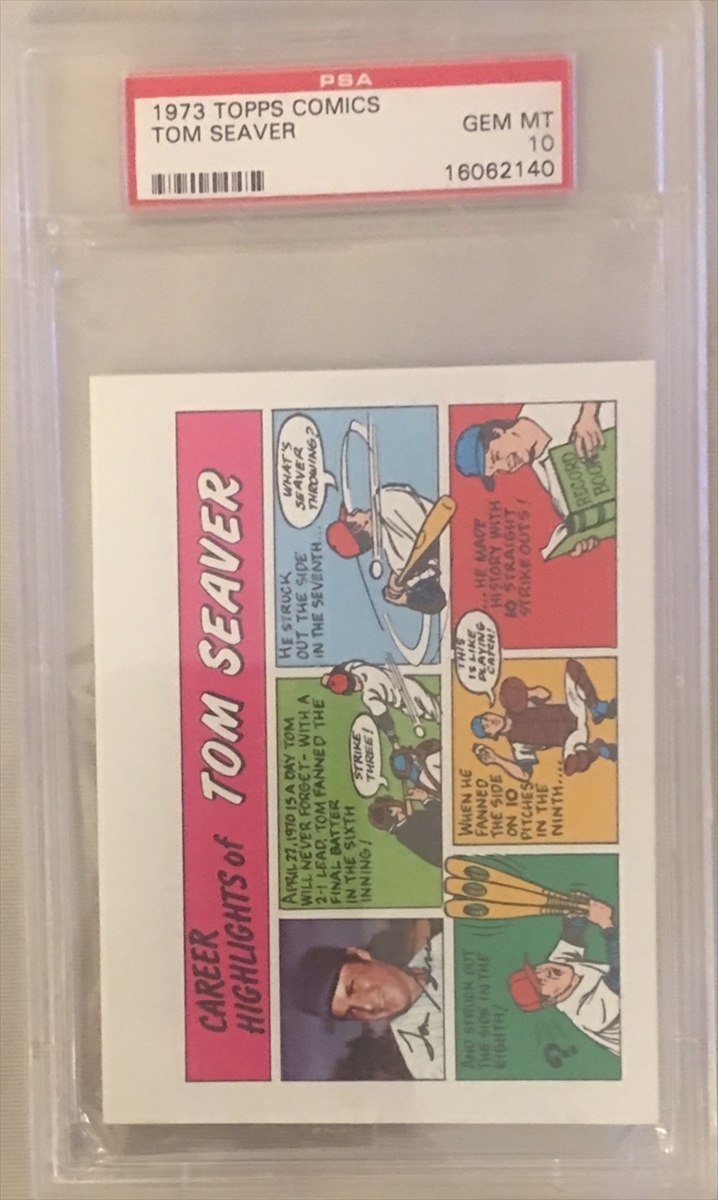 PSA
1973 TOPPS COMICS
TOM SEAVER
GEM MT
10
16062140
CAREER
HIGHLIGHTS of TOM SEAVER
Tom Seaver
APRIL 22, 1970 IS A DAY TOM
WILL NEVER FORGET - WITH A
2-1 LEAD, TOM FANNED THE
FINAL BATTER
IN THE SIXTH
INNING!
STRIKE
THREE!
HE STRUCK
OUT THE SIDE
IN THE SEVENTH...
WHAT'S
SEAVER
THROWING?
AND STRUCK OUT
THE SIDE IN THE
EIGHTH!
?
WHEN HE
FANNED
THE SIDE
ON 10
PITCHES
IN THE
NINTH....
THIS
IS LIKE
PLAYING
CATCH!
...HE MADE
HISTORY WITH
10 STRAIGHT
STRIKE OUTS!
RECORD
BOOK